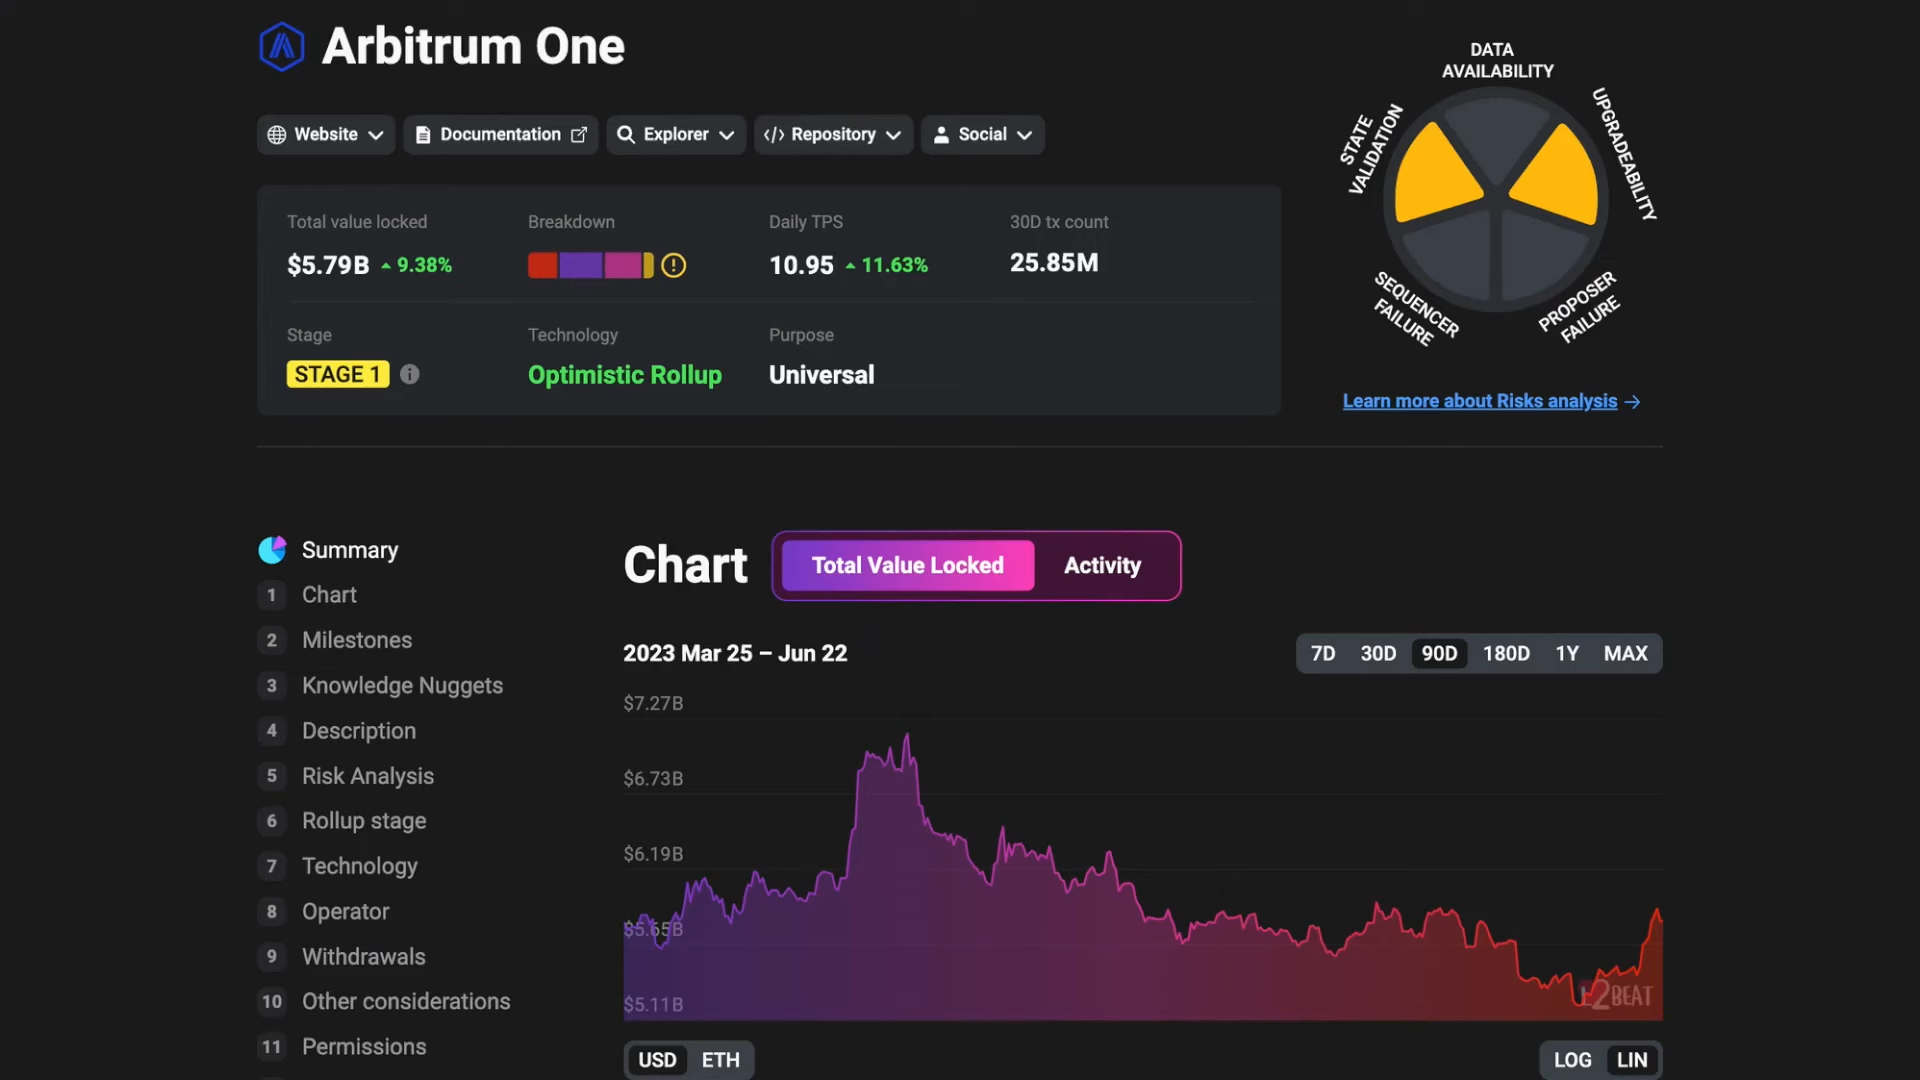 Arbitrum One
Website
Documentation
Explorer
</> Repository
Social
Total value locked
Breakdown
Daily TPS
30D tx count
$5.79B 9.38%
10.95 11.63%
25.85M
Stage
Technology
Purpose
STAGE 1
Optimistic Rollup
Universal
DATA
AVAILABILITY
STATE
VALIDATION
UPGRADEABILITY
SEQUENCER
FAILURE
PROPOSER
FAILURE
Learn more about Risks analysis →
Summary
1 Chart
2 Milestones
3 Knowledge Nuggets
4 Description
5 Risk Analysis
6 Rollup stage
7 Technology
8 Operator
9 Withdrawals
10 Other considerations
11 Permissions
Chart
Total Value Locked
Activity
2023 Mar 25 – Jun 22
7D 30D 90D 180D 1Y MAX
$7.27B
$6.73B
$6.19B
$5.65B
$5.11B
L2BEAT
USD ETH
LOG LIN